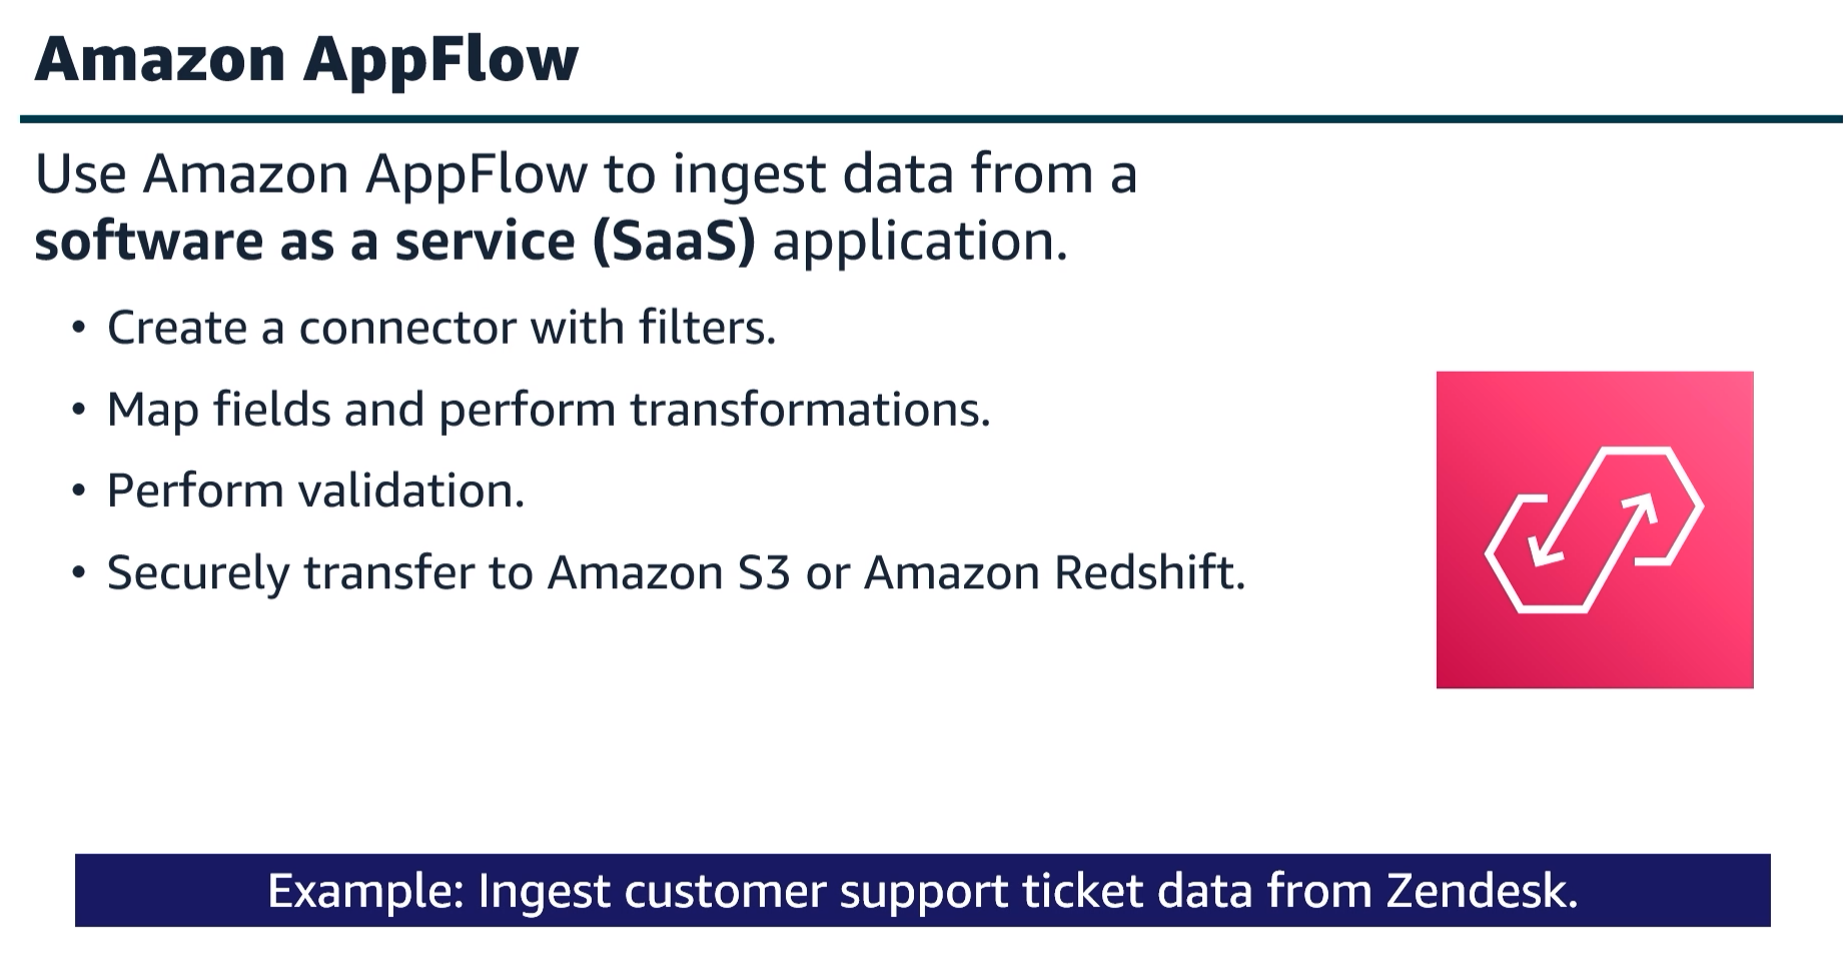 Amazon AppFlow
Use Amazon AppFlow to ingest data from a
software as a service (SaaS) application.
• Create a connector with filters.
• Map fields and perform transformations.
• Perform validation.
• Securely transfer to Amazon S3 or Amazon Redshift.
Example: Ingest customer support ticket data from Zendesk.